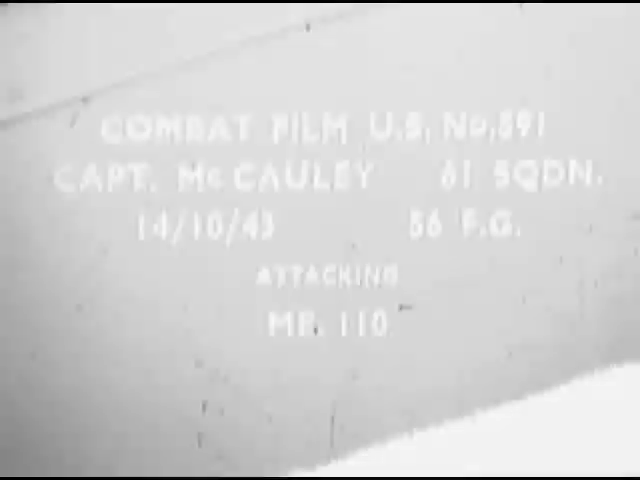 COMBAT FILM U.S. No. 591
CAPT. McCAULEY 61 SQDN.
14/10/43 56 F.G.
ATTACKING
ME. 110